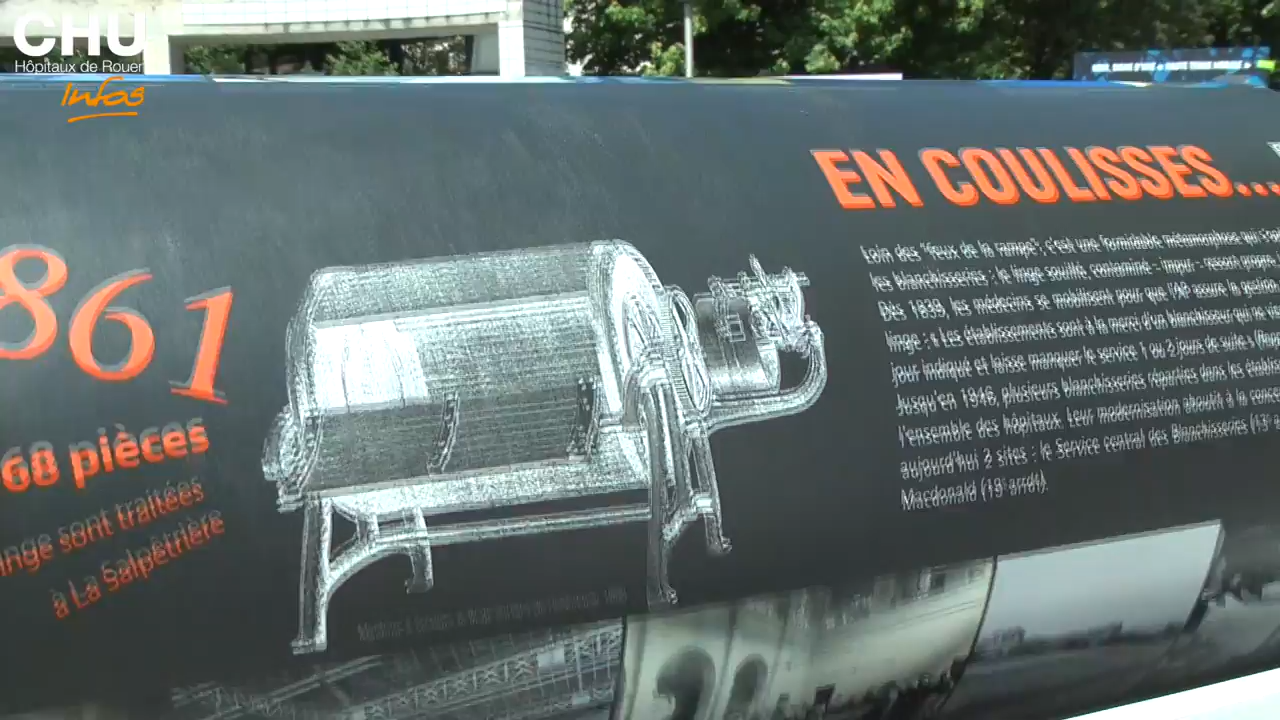 CHU
Hôpitaux de Rouen
Infos
EN COULISSES...
861
68 pièces
inge sont traitées
à La Salpêtrière
Loin des "feux de la rampe", c'est une formidable métamorphose qui s'o
les blanchisseries : le linge souillé, contaminé - impur - ressort propre
Dès 1839, les médecins se mobilisent pour que l'AP assure la gestion
linge : « Les établissements sont à la merci d'un blanchisseur qui ne
jour indiqué et laisse manquer le service 1 ou 2 jours de suite »
Jusqu'en 1946, plusieurs blanchisseries réparties dans les établis
l'ensemble des hôpitaux. Leur modernisation aboutit à la conce
aujourd'hui 2 sites : le Service central des Blanchisseries (13e a
Macdonald (19e arrdt).